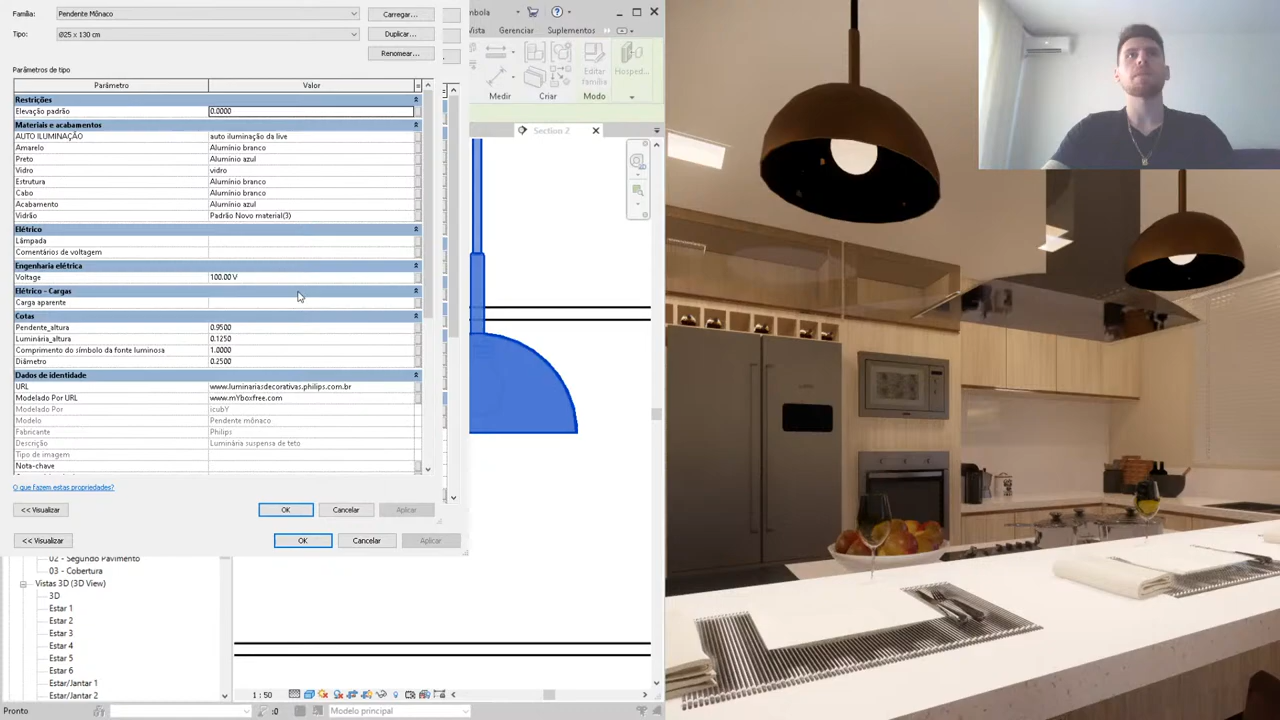 Família:
Pendente Mônaco
Carregar...
Tipo:
Ø25 x 130 cm
Duplicar...
Renomear...
Parâmetros de tipo
Parâmetro
Valor
=
Restrições
Elevação padrão
0.0000
Materiais e acabamentos
AUTO ILUMINAÇÃO
auto iluminação da live
Amarelo
Alumínio branco
Preto
Alumínio azul
Vidro
vidro
Estrutura
Alumínio branco
Cabo
Alumínio branco
Acabamento
Alumínio azul
Vidrão
Padrão Novo material(3)
Elétrico
Lâmpada
Comentários de voltagem
Engenharia elétrica
Voltage
100.00 V
Elétrico - Cargas
Carga aparente
Cotas
Pendente_altura
0.9500
Luminária_altura
0.1250
Comprimento do símbolo da fonte luminosa
1.0000
Diâmetro
0.2500
Dados de identidade
URL
www.luminariasdecorativas.philips.com.br
Modelado Por URL
www.mYboxfree.com
Modelado Por
icubY
Modelo
Pendente mônaco
Fabricante
Philips
Descrição
Luminária suspensa de teto
Tipo de imagem
Nota-chave
O que fazem estas propriedades?
<< Visualizar
OK
Cancelar
Aplicar
<< Visualizar
OK
Cancelar
Aplicar
mbola
Vista
Gerenciar
Suplementos
Medir
Criar
Editar família
Modo
Hosped...
Section 2
02 - Segundo Pavimento
03 - Cobertura
Vistas 3D (3D View)
3D
Estar 1
Estar 2
Estar 3
Estar 4
Estar 5
Estar 6
Estar/Jantar 1
Estar/Jantar 2
1 : 50
Pronto
:0
Modelo principal